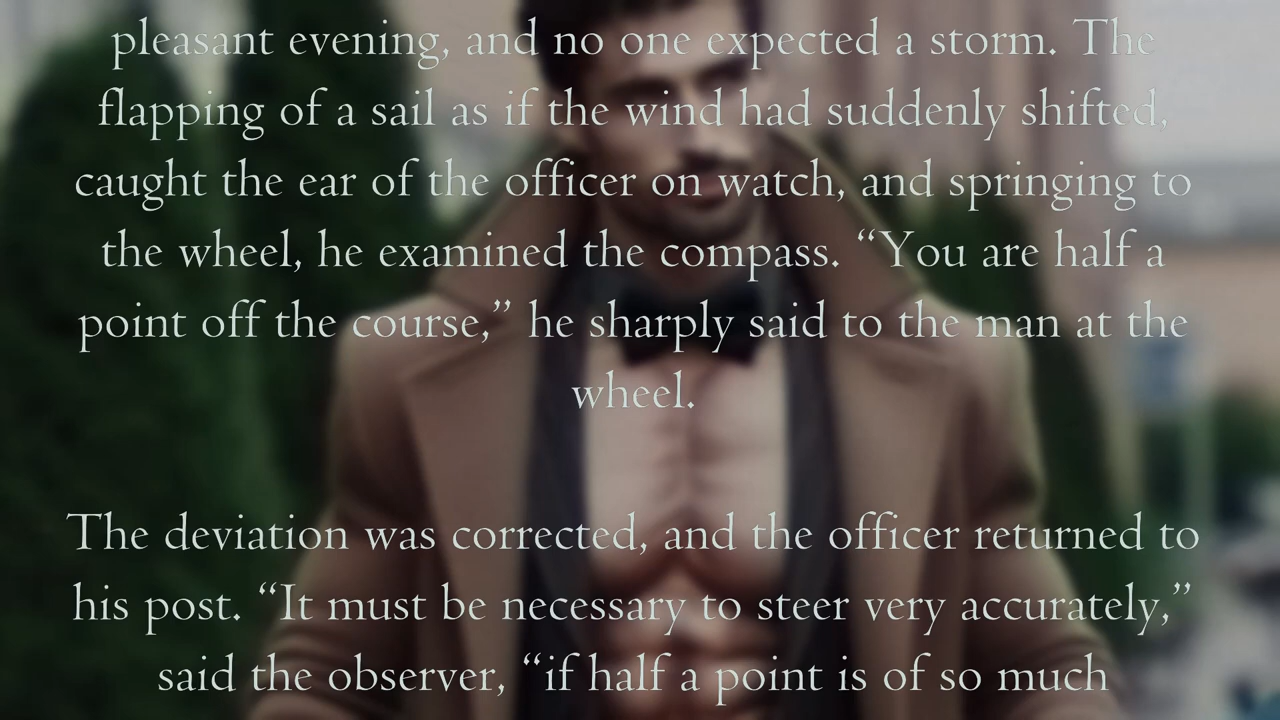 pleasant evening, and no one expected a storm. The
flapping of a sail as if the wind had suddenly shifted,
caught the ear of the officer on watch, and springing to
the wheel, he examined the compass. “You are half a
point off the course,” he sharply said to the man at the
wheel.
The deviation was corrected, and the officer returned to
his post. “It must be necessary to steer very accurately,”
said the observer, “if half a point is of so much